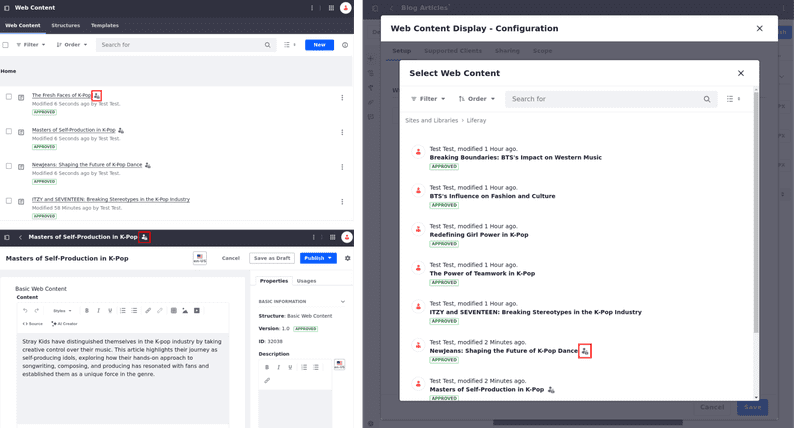 Web Content
Web Content
Structures
Templates
Filter
Order
Search for
New
Home
The Fresh Faces of K-Pop
Modified 6 Seconds ago by Test Test.
APPROVED
Masters of Self-Production in K-Pop
Modified 6 Seconds ago by Test Test.
APPROVED
NewJeans: Shaping the Future of K-Pop Dance
Modified 6 Seconds ago by Test Test.
APPROVED
ITZY and SEVENTEEN: Breaking Stereotypes in the K-Pop Industry
Modified 58 Minutes ago by Test Test.
APPROVED
Masters of Self-Production in K-Pop
Masters of Self-Production in K-Pop
en-US
Cancel
Save as Draft
Publish
Basic Web Content
Content
Styles
Source
AI Creator
Stray Kids have distinguished themselves in the K-pop industry by taking
creative control over their music. This article highlights their journey as
self-producing idols, exploring how their hands-on approach to
songwriting, composing, and producing has resonated with fans and
established them as a unique force in the genre.
Properties
Usages
BASIC INFORMATION
Structure: Basic Web Content
Version: 1.0 APPROVED
ID: 32038
Description
en-US
Blog Articles
Web Content Display - Configuration
Setup
Supported Clients
Sharing
Scope
Select Web Content
Filter
Order
Search for
Sites and Libraries
Liferay
Test Test, modified 1 Hour ago.
Breaking Boundaries: BTS's Impact on Western Music
APPROVED
Test Test, modified 1 Hour ago.
BTS's Influence on Fashion and Culture
APPROVED
Test Test, modified 1 Hour ago.
Redefining Girl Power in K-Pop
APPROVED
Test Test, modified 1 Hour ago.
The Power of Teamwork in K-Pop
APPROVED
Test Test, modified 1 Hour ago.
ITZY and SEVENTEEN: Breaking Stereotypes in the K-Pop Industry
APPROVED
Test Test, modified 2 Minutes ago.
NewJeans: Shaping the Future of K-Pop Dance
APPROVED
Test Test, modified 2 Minutes ago.
Masters of Self-Production in K-Pop
APPROVED
Cancel
Save